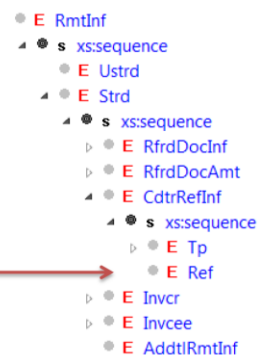 E RmtInf
s xs:sequence
E Ustrd
E Strd
s xs:sequence
E RfrdDocInf
E RfrdDocAmt
E CdtrRefInf
s xs:sequence
E Tp
E Ref
E Invcr
E Invcee
E AddtlRmtInf